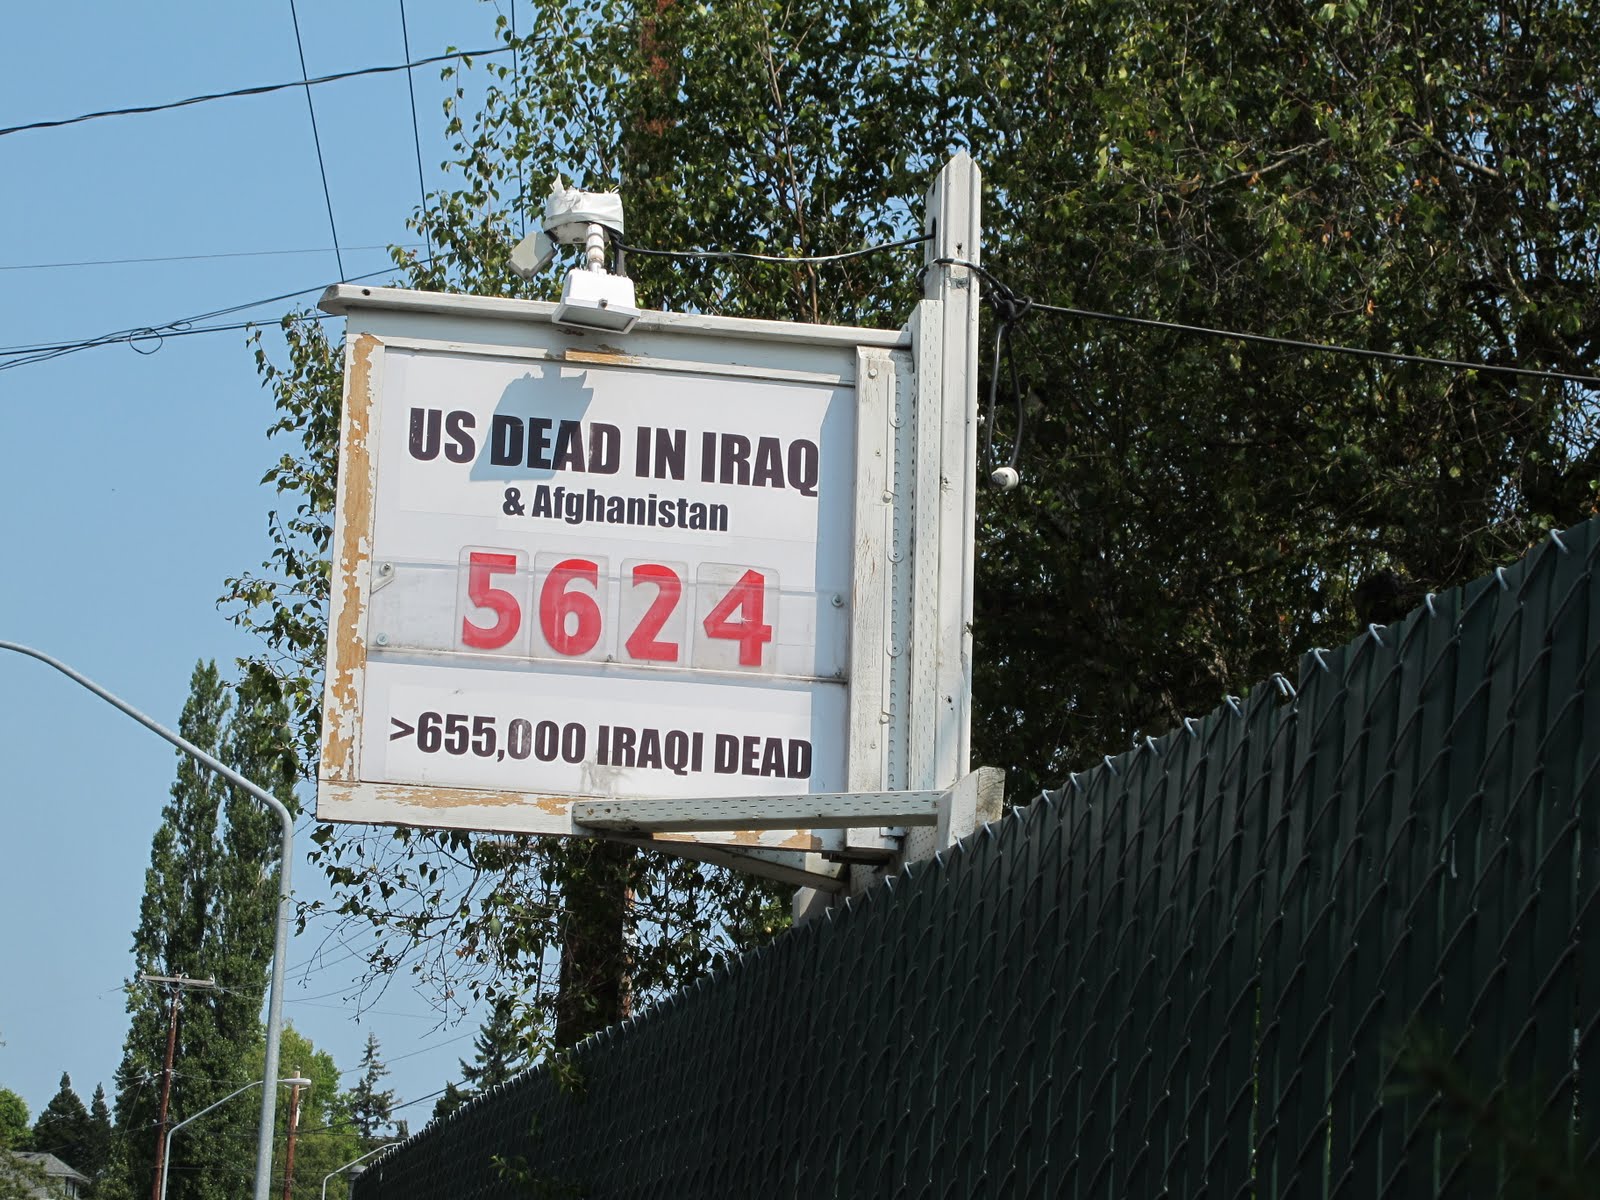 US DEAD IN IRAQ
& Afghanistan
5624
>655,000 IRAQI DEAD